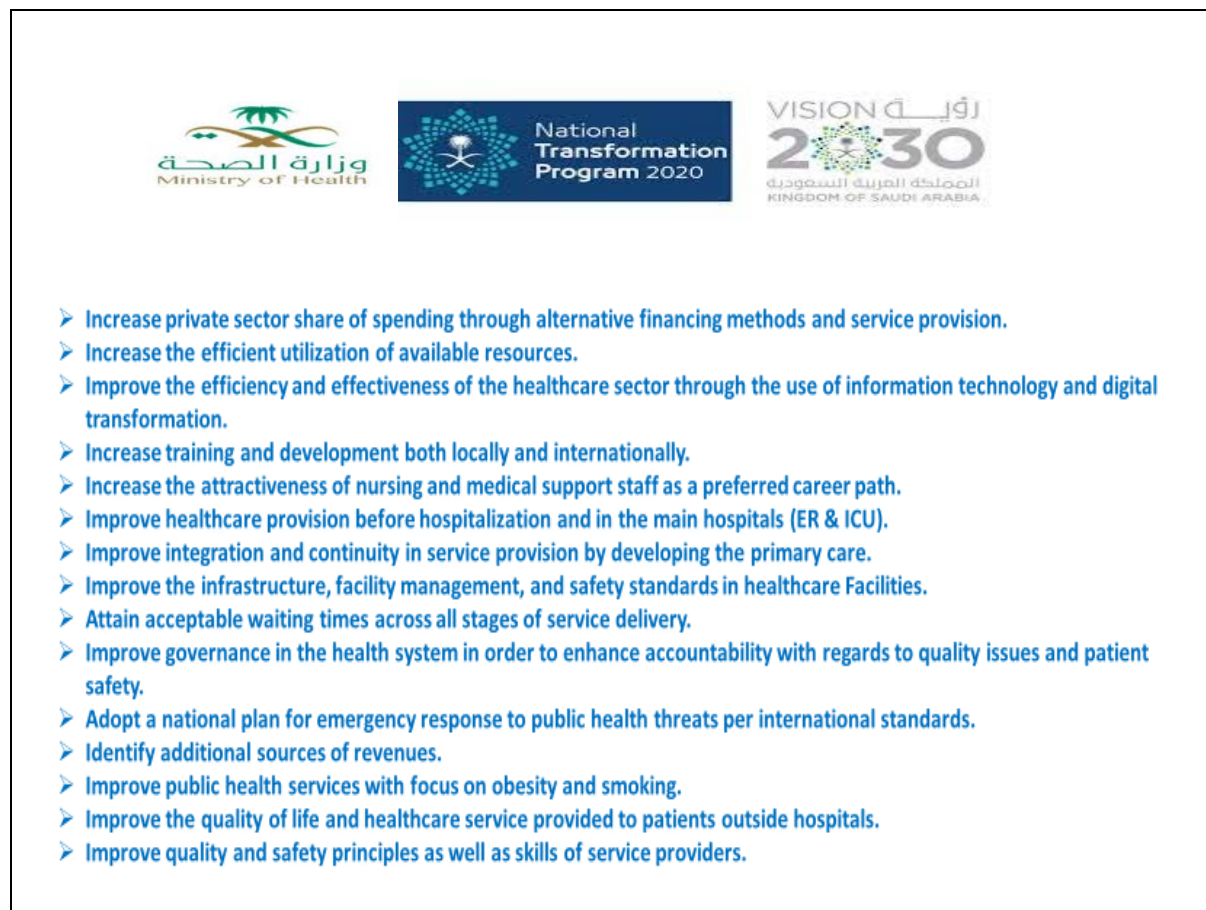 وزارة الصحة
Ministry of Health
National
Transformation
Program 2020
VISION رؤيـــة
2030
المملكة العربية السعودية
KINGDOM OF SAUDI ARABIA
➤ Increase private sector share of spending through alternative financing methods and service provision.
➤ Increase the efficient utilization of available resources.
➤ Improve the efficiency and effectiveness of the healthcare sector through the use of information technology and digital
transformation.
➤ Increase training and development both locally and internationally.
➤ Increase the attractiveness of nursing and medical support staff as a preferred career path.
➤ Improve healthcare provision before hospitalization and in the main hospitals (ER & ICU).
➤ Improve integration and continuity in service provision by developing the primary care.
➤ Improve the infrastructure, facility management, and safety standards in healthcare Facilities.
➤ Attain acceptable waiting times across all stages of service delivery.
➤ Improve governance in the health system in order to enhance accountability with regards to quality issues and patient
safety.
➤ Adopt a national plan for emergency response to public health threats per international standards.
➤ Identify additional sources of revenues.
➤ Improve public health services with focus on obesity and smoking.
➤ Improve the quality of life and healthcare service provided to patients outside hospitals.
➤ Improve quality and safety principles as well as skills of service providers.